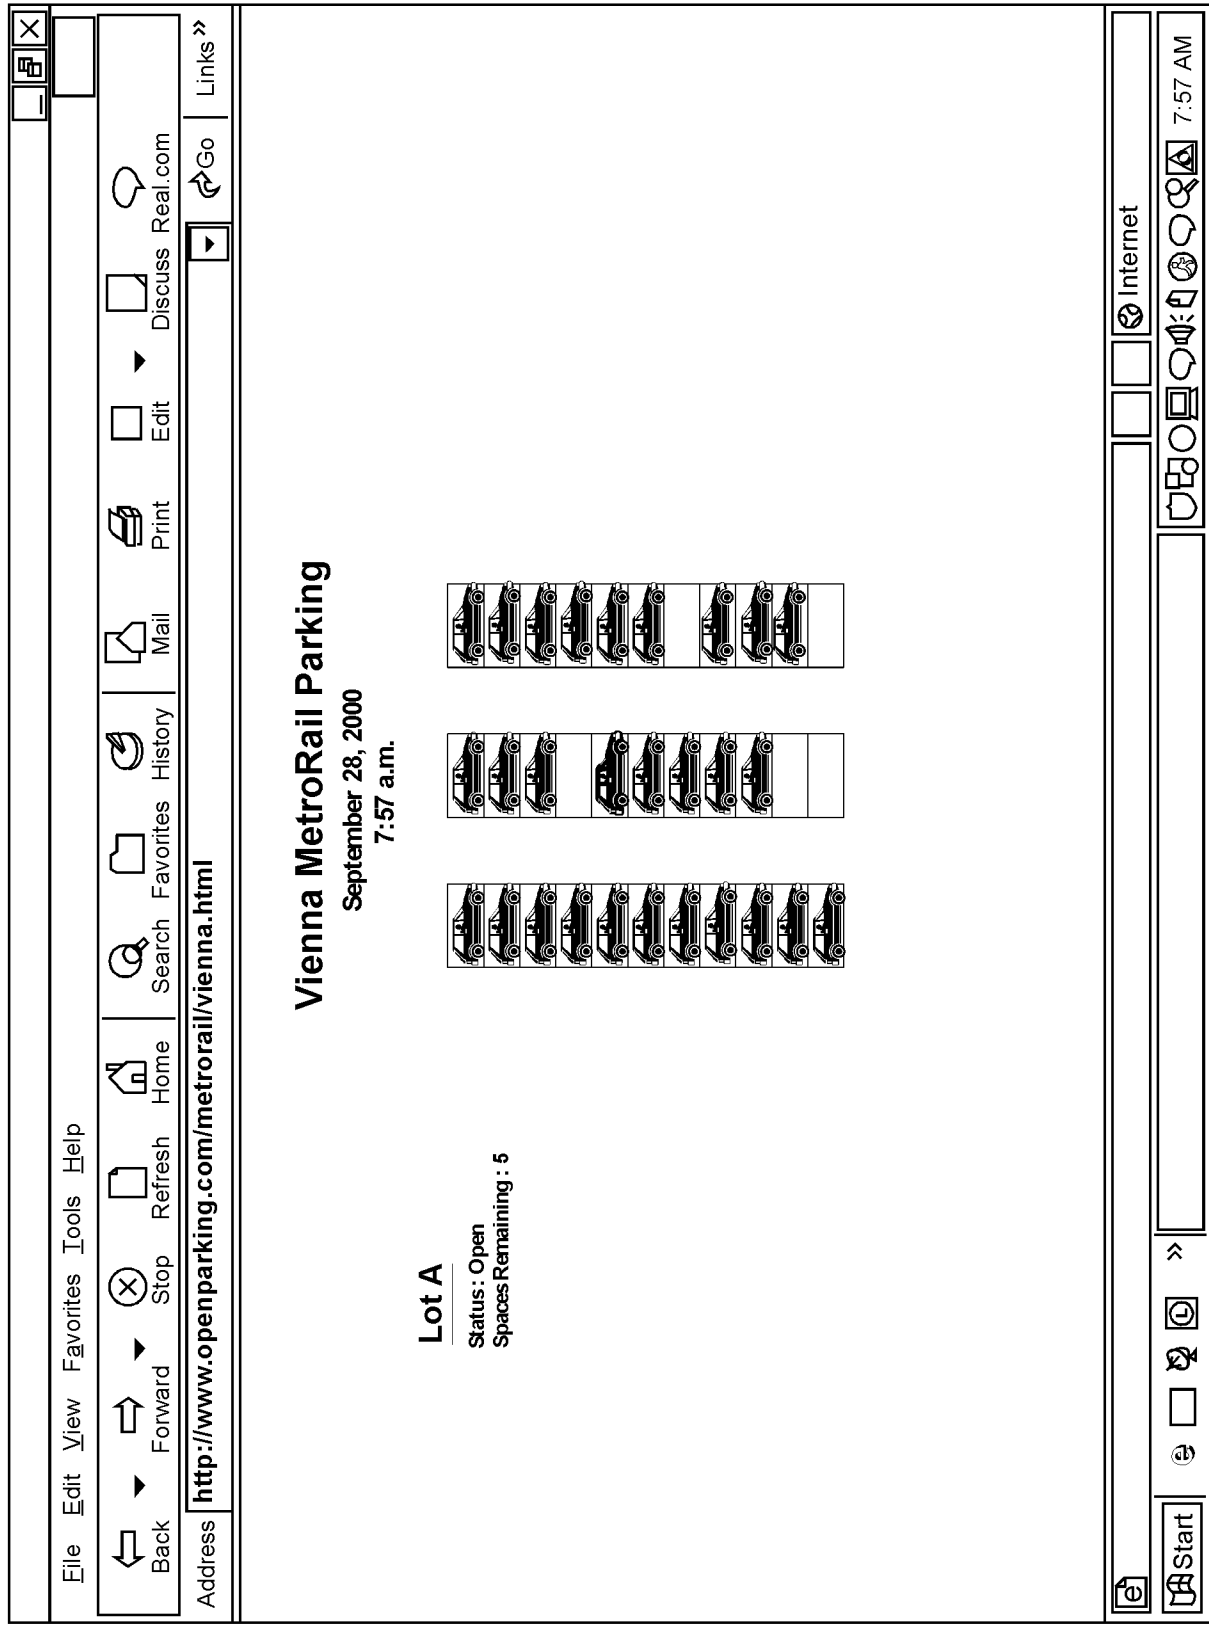 File Edit View Favorites Tools Help
Back Forward Stop Refresh Home Search Favorites History Mail Print Edit Discuss Real.com
Address http://www.openparking.com/metrorail/vienna.html Go Links »
Vienna MetroRail Parking
September 28, 2000
7:57 a.m.
Lot A
Status : Open
Spaces Remaining : 5
e Internet
Start e L » 7:57 AM